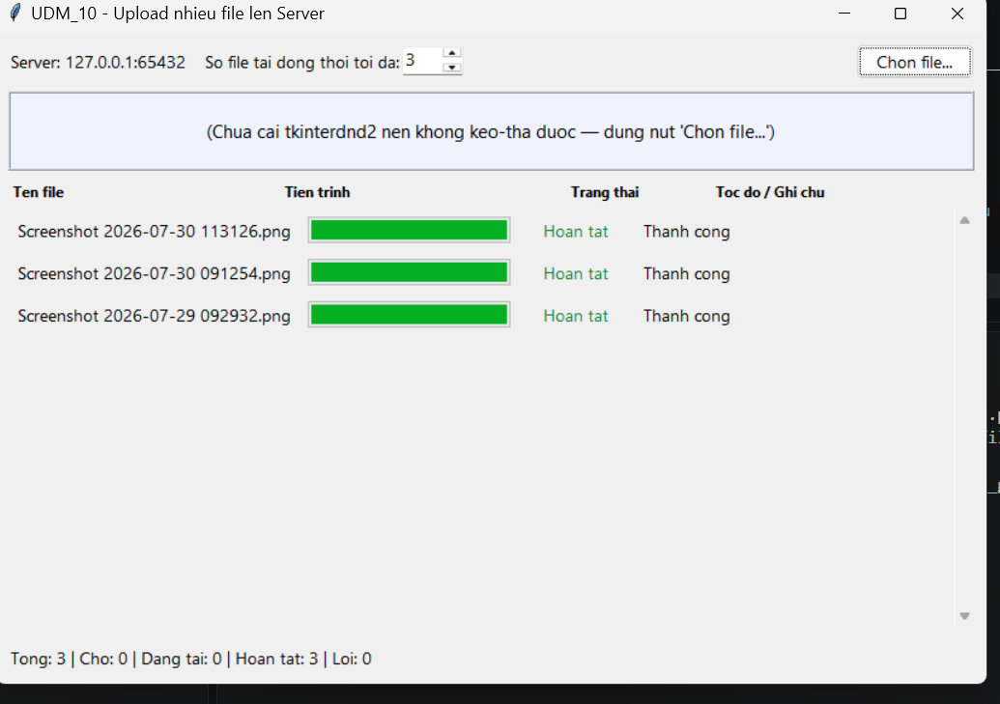 UDM_10 - Upload nhieu file len Server
Server: 127.0.0.1:65432 So file tai dong thoi toi da: 3 Chon file...
(Chua cai tkinterdnd2 nen khong keo-tha duoc — dung nut 'Chon file...')
Ten file Tien trinh Trang thai Toc do / Ghi chu
Screenshot 2026-07-30 113126.png Hoan tat Thanh cong
Screenshot 2026-07-30 091254.png Hoan tat Thanh cong
Screenshot 2026-07-29 092932.png Hoan tat Thanh cong
Tong: 3 | Cho: 0 | Dang tai: 0 | Hoan tat: 3 | Loi: 0